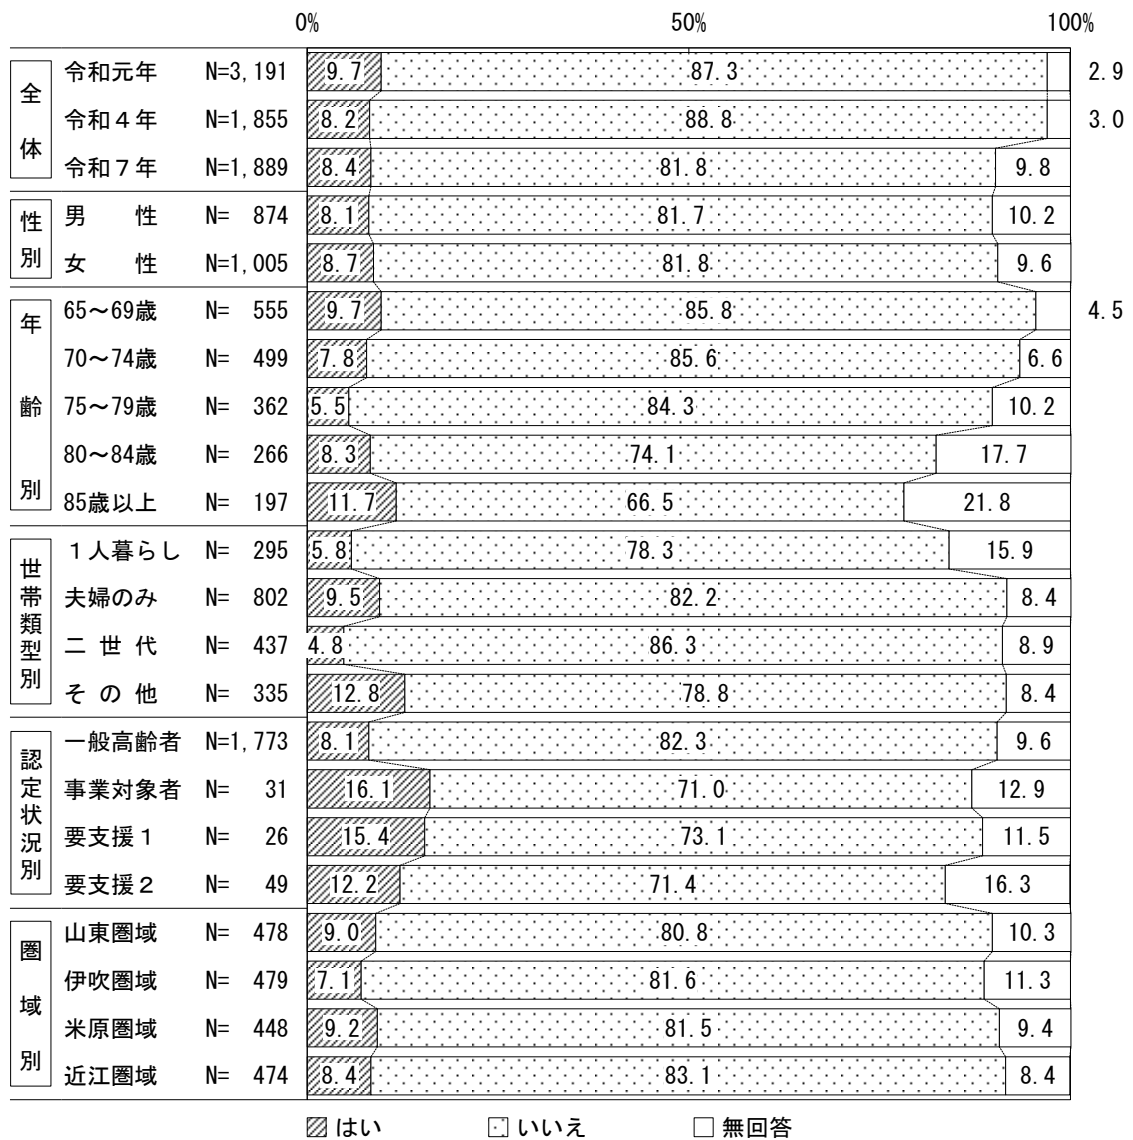 0% 50% 100%
全体
令和元年 N=3,191 9.7 87.3 2.9
令和４年 N=1,855 8.2 88.8 3.0
令和７年 N=1,889 8.4 81.8 9.8
性別
男　　性 N= 874 8.1 81.7 10.2
女　　性 N=1,005 8.7 81.8 9.6
年齢別
65～69歳 N= 555 9.7 85.8 4.5
70～74歳 N= 499 7.8 85.6 6.6
75～79歳 N= 362 5.5 84.3 10.2
80～84歳 N= 266 8.3 74.1 17.7
85歳以上 N= 197 11.7 66.5 21.8
世帯類型別
１人暮らし N= 295 5.8 78.3 15.9
夫婦のみ N= 802 9.5 82.2 8.4
二 世 代 N= 437 4.8 86.3 8.9
そ の 他 N= 335 12.8 78.8 8.4
認定状況別
一般高齢者 N=1,773 8.1 82.3 9.6
事業対象者 N= 31 16.1 71.0 12.9
要支援１ N= 26 15.4 73.1 11.5
要支援２ N= 49 12.2 71.4 16.3
圏域別
山東圏域 N= 478 9.0 80.8 10.3
伊吹圏域 N= 479 7.1 81.6 11.3
米原圏域 N= 448 9.2 81.5 9.4
近江圏域 N= 474 8.4 83.1 8.4
はい いいえ 無回答